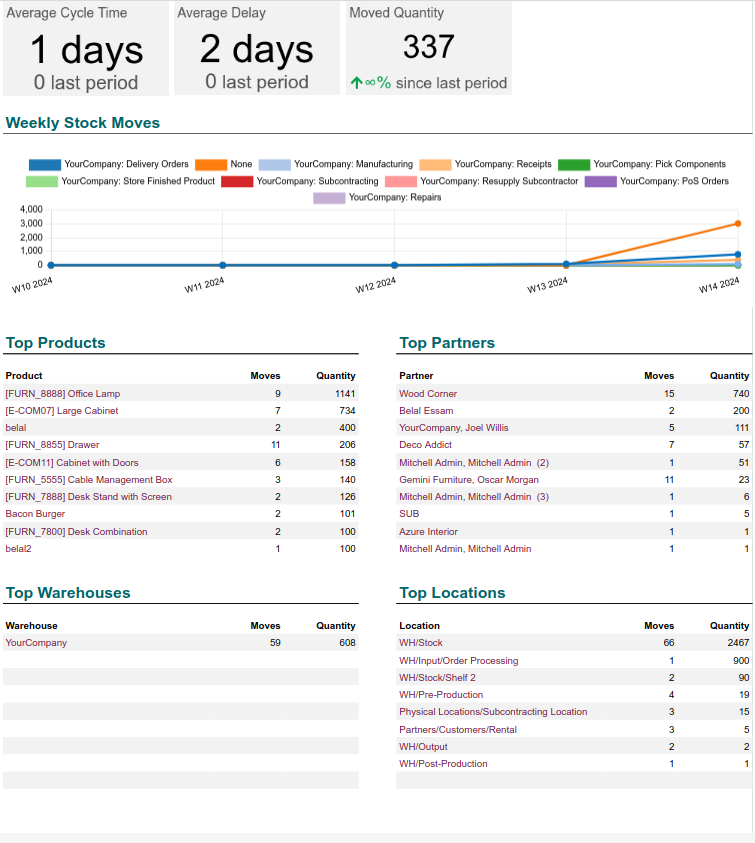 Average Cycle Time
1 days
0 last period
Average Delay
2 days
0 last period
Moved Quantity
337
↑∞% since last period
Weekly Stock Moves
YourCompany: Delivery Orders None YourCompany: Manufacturing YourCompany: Receipts YourCompany: Pick Components
YourCompany: Store Finished Product YourCompany: Subcontracting YourCompany: Resupply Subcontractor YourCompany: PoS Orders
YourCompany: Repairs
4,000
3,000
2,000
1,000
0
W10 2024 W11 2024 W12 2024 W13 2024 W14 2024
Top Products
Product Moves Quantity
[FURN_8888] Office Lamp 9 1141
[E-COM07] Large Cabinet 7 734
belal 2 400
[FURN_8855] Drawer 11 206
[E-COM11] Cabinet with Doors 6 158
[FURN_5555] Cable Management Box 3 140
[FURN_7888] Desk Stand with Screen 2 126
Bacon Burger 2 101
[FURN_7800] Desk Combination 2 100
belal2 1 100
Top Partners
Partner Moves Quantity
Wood Corner 15 740
Belal Essam 2 200
YourCompany, Joel Willis 5 111
Deco Addict 7 57
Mitchell Admin, Mitchell Admin (2) 1 51
Gemini Furniture, Oscar Morgan 11 23
Mitchell Admin, Mitchell Admin (3) 1 6
SUB 1 5
Azure Interior 1 1
Mitchell Admin, Mitchell Admin 1 1
Top Warehouses
Warehouse Moves Quantity
YourCompany 59 608
Top Locations
Location Moves Quantity
WH/Stock 66 2467
WH/Input/Order Processing 1 900
WH/Stock/Shelf 2 2 90
WH/Pre-Production 4 19
Physical Locations/Subcontracting Location 3 15
Partners/Customers/Rental 3 5
WH/Output 2 2
WH/Post-Production 1 1